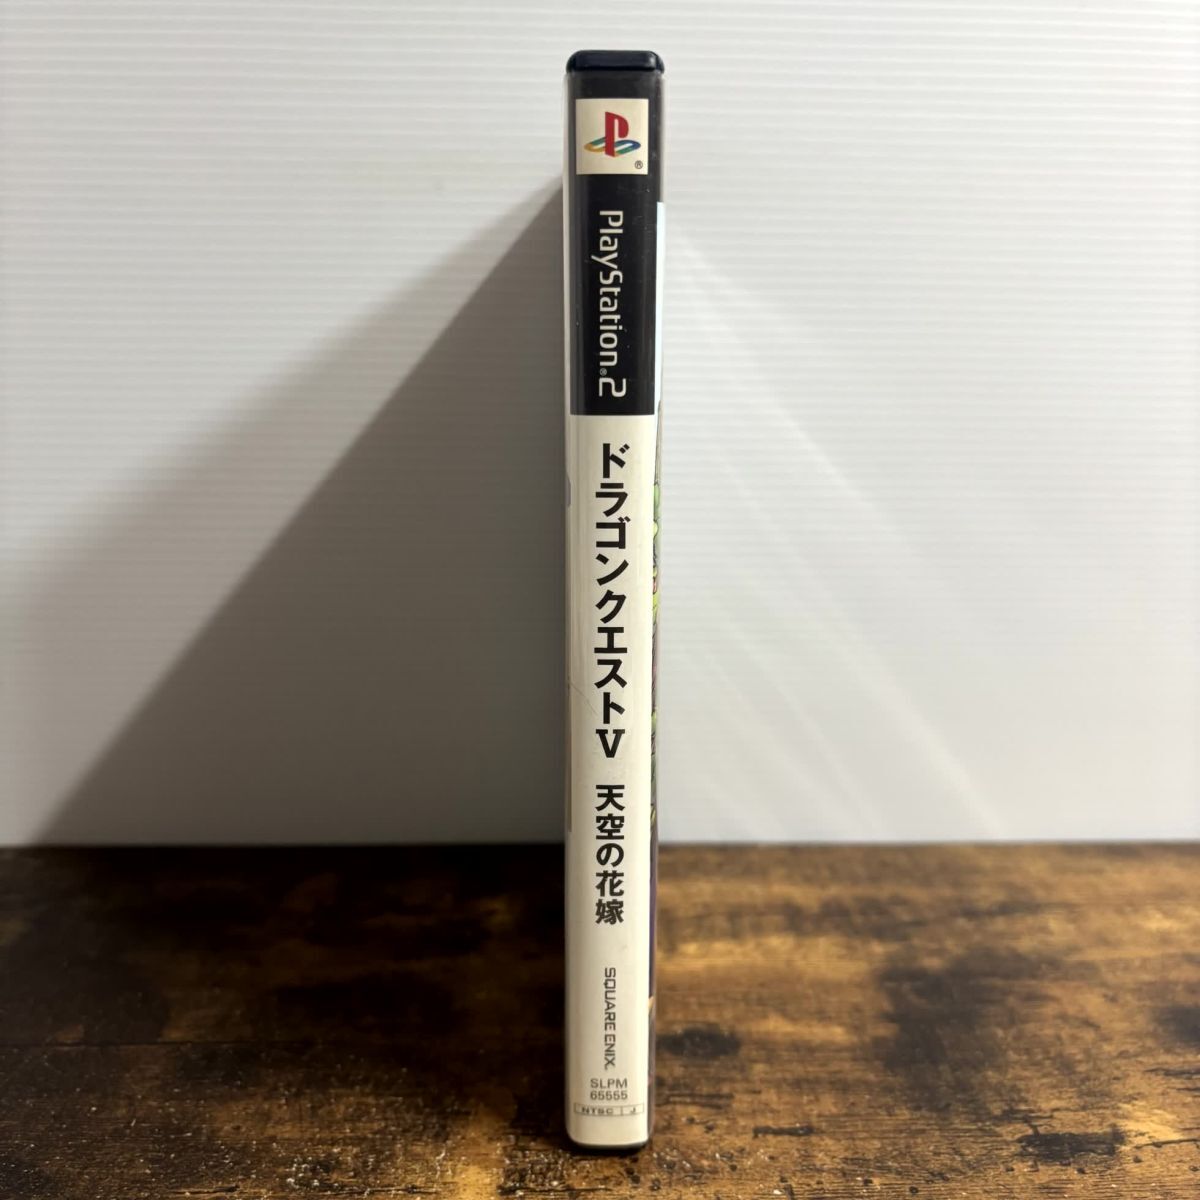 PlayStation®2
ドラゴンクエストV 天空の花嫁
SQUARE ENIX.
SLPM
65555
NTSC J